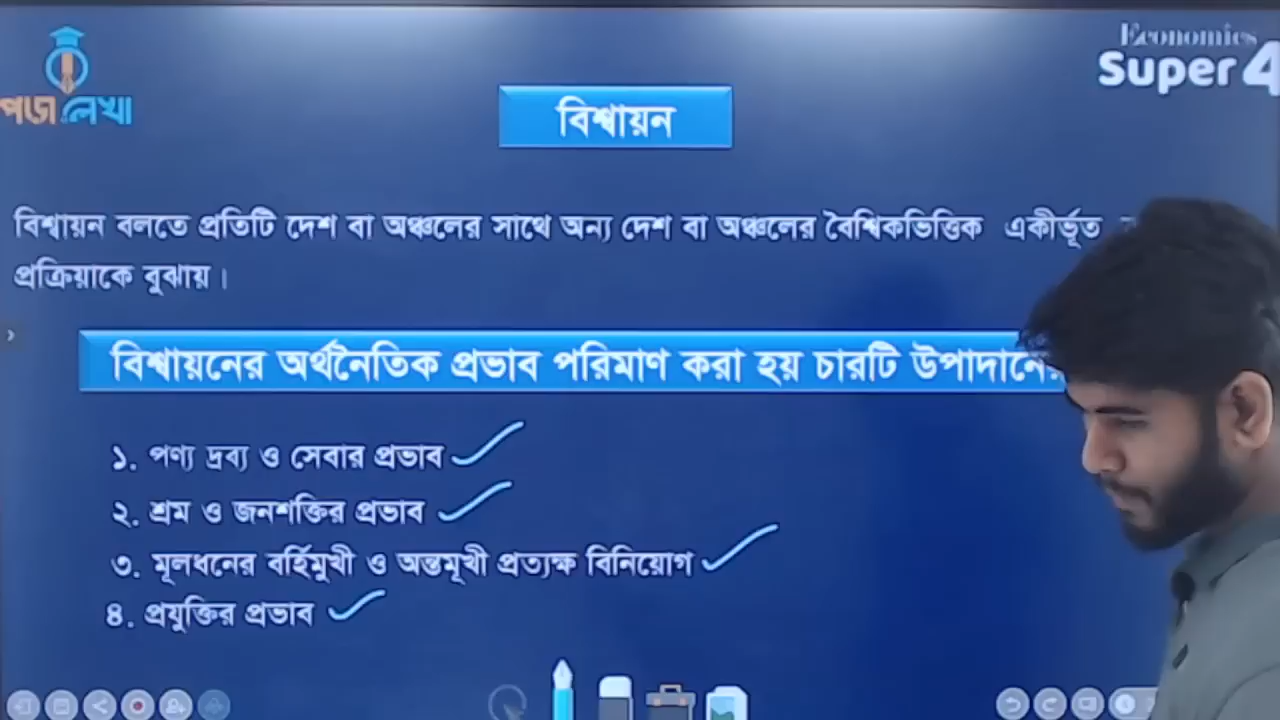 Economics
Super 4
পড়ালেখা
বিশ্বায়ন
বিশ্বায়ন বলতে প্রতিটি দেশ বা অঞ্চলের সাথে অন্য দেশ বা অঞ্চলের বৈশ্বিকভিত্তিক একীর্ভূত
প্রক্রিয়াকে বুঝায়।
বিশ্বায়নের অর্থনৈতিক প্রভাব পরিমাণ করা হয় চারটি উপাদানের
১. পণ্য দ্রব্য ও সেবার প্রভাব
২. শ্রম ও জনশক্তির প্রভাব
৩. মূলধনের বর্হিমুখী ও অন্তমূখী প্রত্যক্ষ বিনিয়োগ
৪. প্রযুক্তির প্রভাব